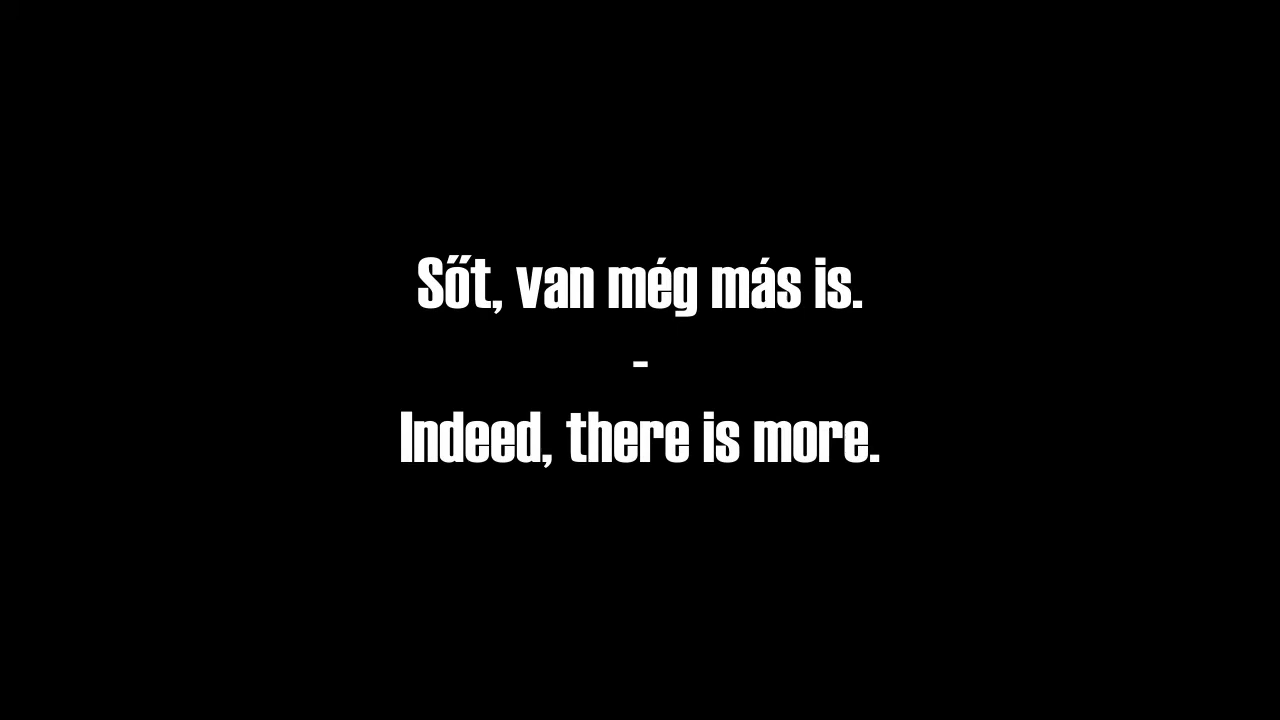 Sőt, van még más is.
-
Indeed, there is more.